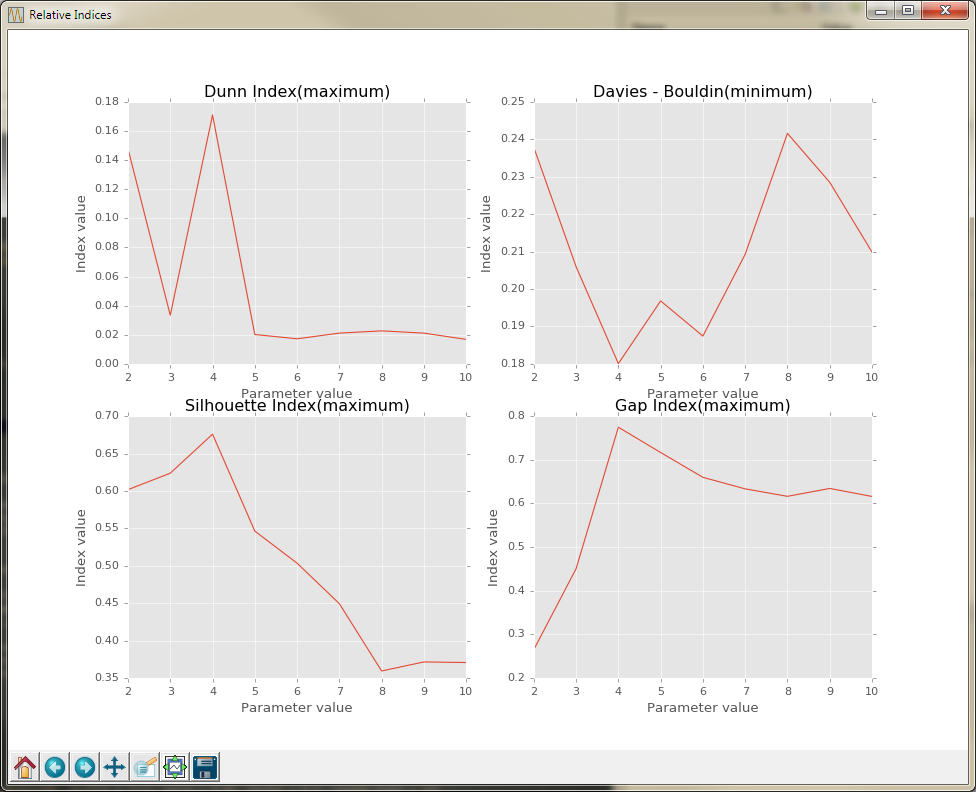 Relative Indices
Dunn Index(maximum)
0.18
0.16
0.14
0.12
0.10
0.08
0.06
0.04
0.02
0.00
Index value
2 3 4 5 6 7 8 9 10
Parameter value
Davies - Bouldin(minimum)
0.25
0.24
0.23
0.22
0.21
0.20
0.19
0.18
Index value
2 3 4 5 6 7 8 9 10
Parameter value
Silhouette Index(maximum)
0.70
0.65
0.60
0.55
0.50
0.45
0.40
0.35
Index value
2 3 4 5 6 7 8 9 10
Parameter value
Gap Index(maximum)
0.8
0.7
0.6
0.5
0.4
0.3
0.2
Index value
2 3 4 5 6 7 8 9 10
Parameter value